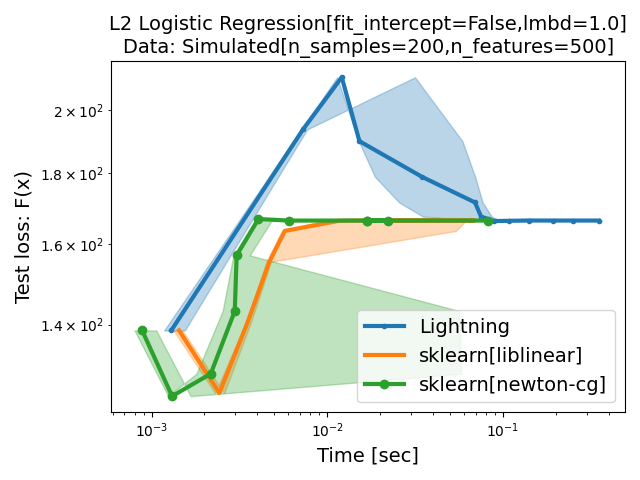 L2 Logistic Regression[fit_intercept=False,lmbd=1.0]
Data: Simulated[n_samples=200,n_features=500]
Test loss: F(x)
2 × 10²
1.8 × 10²
1.6 × 10²
1.4 × 10²
Lightning
sklearn[liblinear]
sklearn[newton-cg]
10⁻³
10⁻²
10⁻¹
Time [sec]